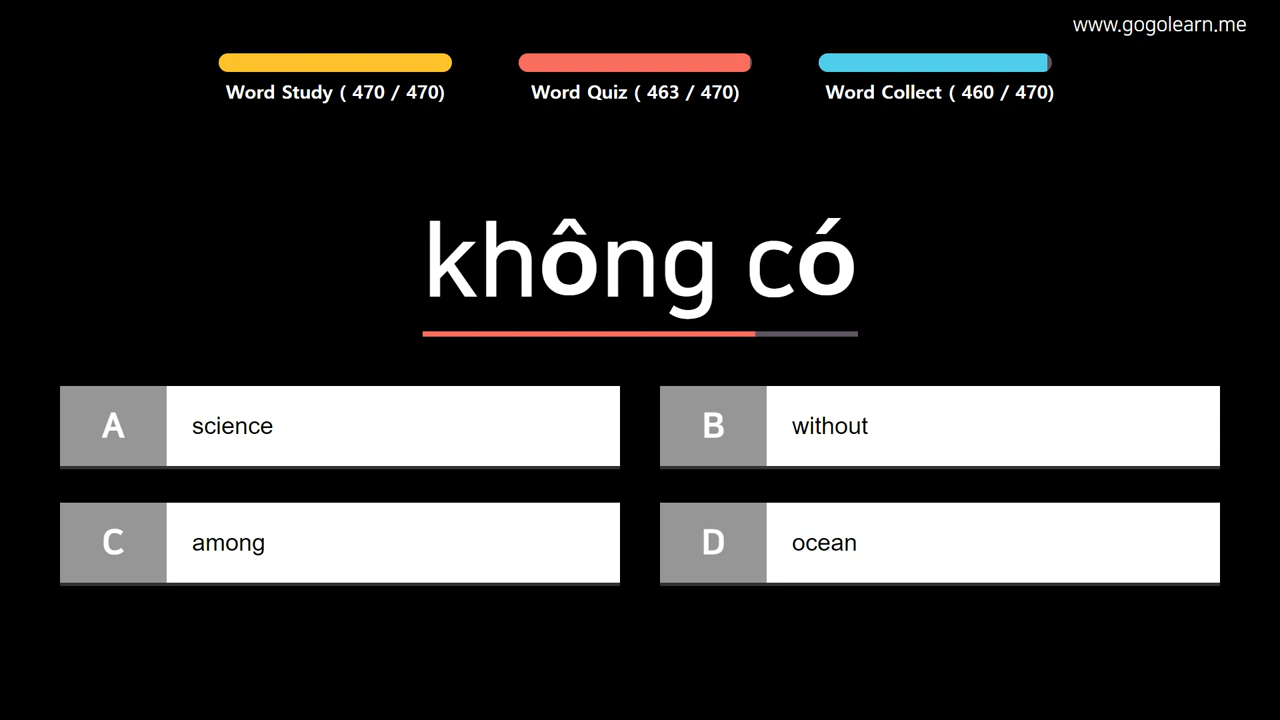 www.gogolearn.me
Word Study ( 470 / 470)
Word Quiz ( 463 / 470)
Word Collect ( 460 / 470)
không có
A science
B without
C among
D ocean